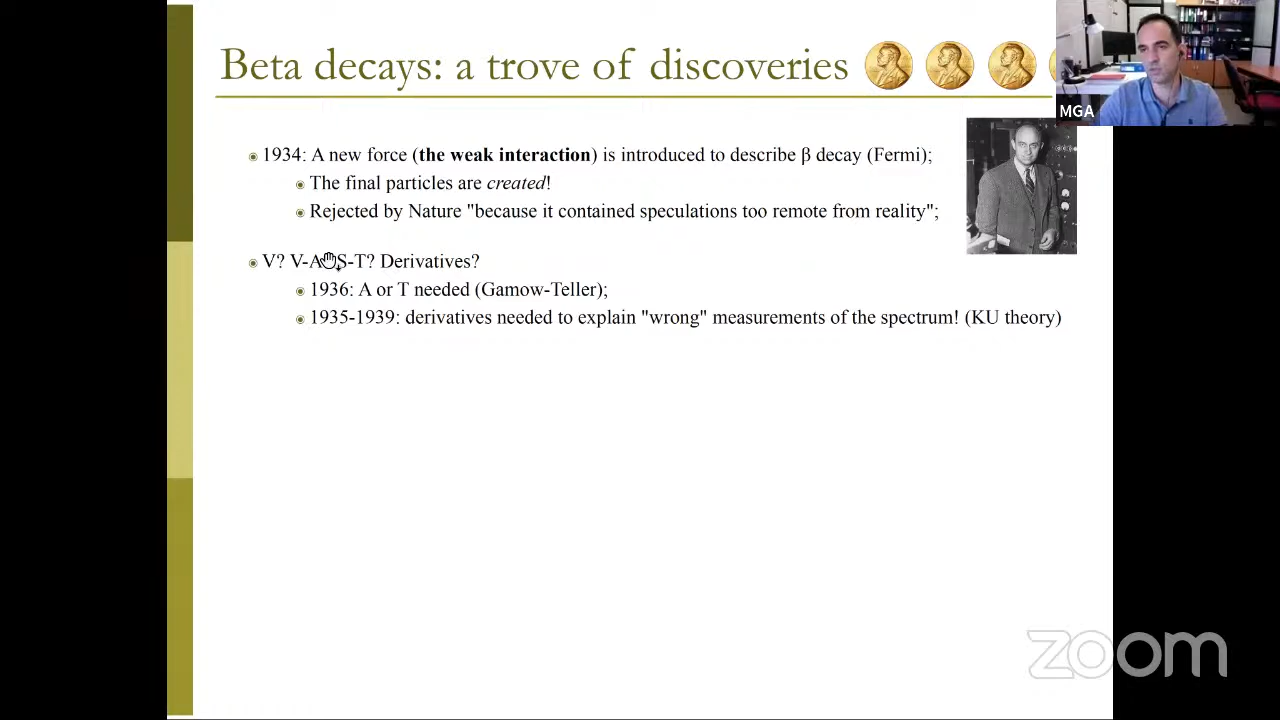 Beta decays: a trove of discoveries
MGA
1934: A new force (the weak interaction) is introduced to describe β decay (Fermi);
The final particles are created!
Rejected by Nature "because it contained speculations too remote from reality";
V? V-A S-T? Derivatives?
1936: A or T needed (Gamow-Teller);
1935-1939: derivatives needed to explain "wrong" measurements of the spectrum! (KU theory)
zoom